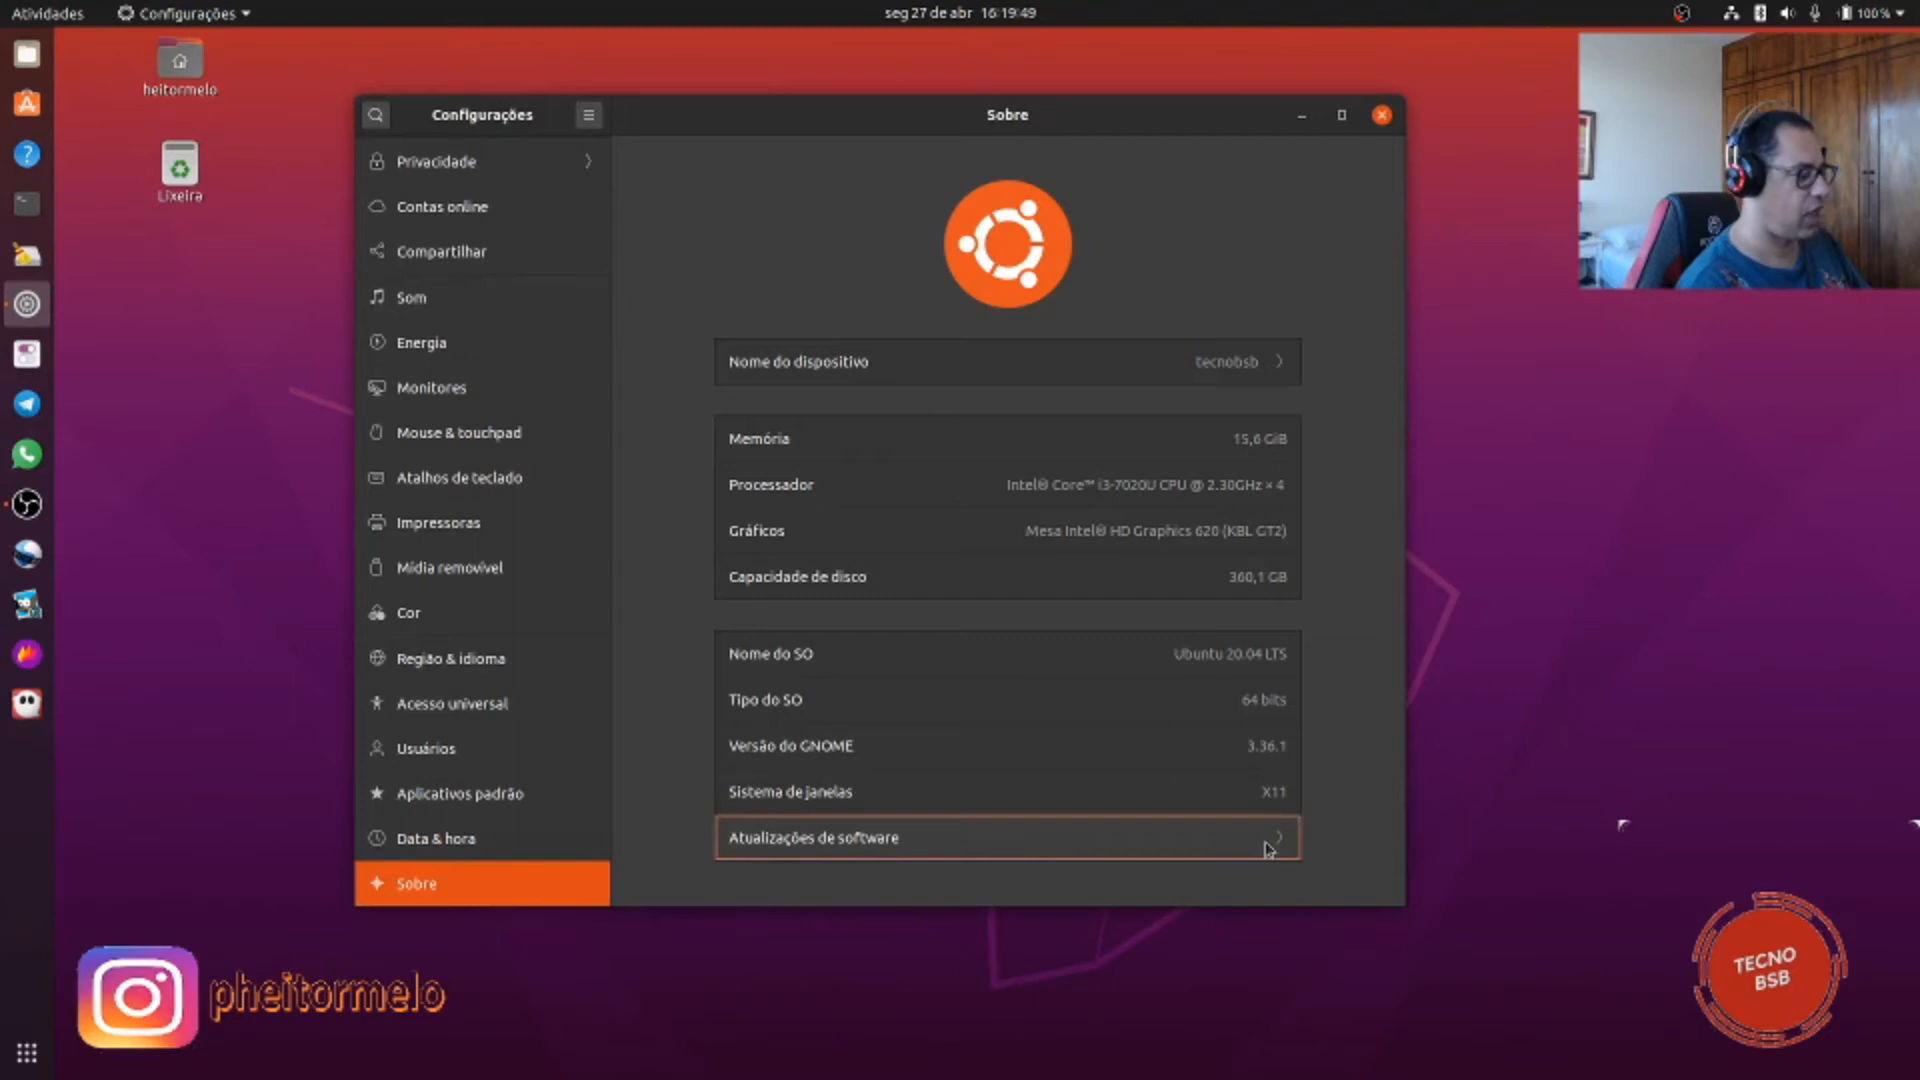 Atividades
Configurações
seg 27 de abr 16:19:49
100%
heitormelo
Lixeira
Configurações
Sobre
Privacidade
Contas online
Compartilhar
Som
Energia
Monitores
Mouse & touchpad
Atalhos de teclado
Impressoras
Mídia removível
Cor
Região & idioma
Acesso universal
Usuários
Aplicativos padrão
Data & hora
Sobre
Nome do dispositivo
tecnobsb
Memória
15,6 GiB
Processador
Intel® Core™ i3-7020U CPU @ 2.30GHz × 4
Gráficos
Mesa Intel® HD Graphics 620 (KBL GT2)
Capacidade de disco
360,1 GB
Nome do SO
Ubuntu 20.04 LTS
Tipo do SO
64 bits
Versão do GNOME
3.36.1
Sistema de janelas
X11
Atualizações de software
pheitormelo
TECNO
BSB